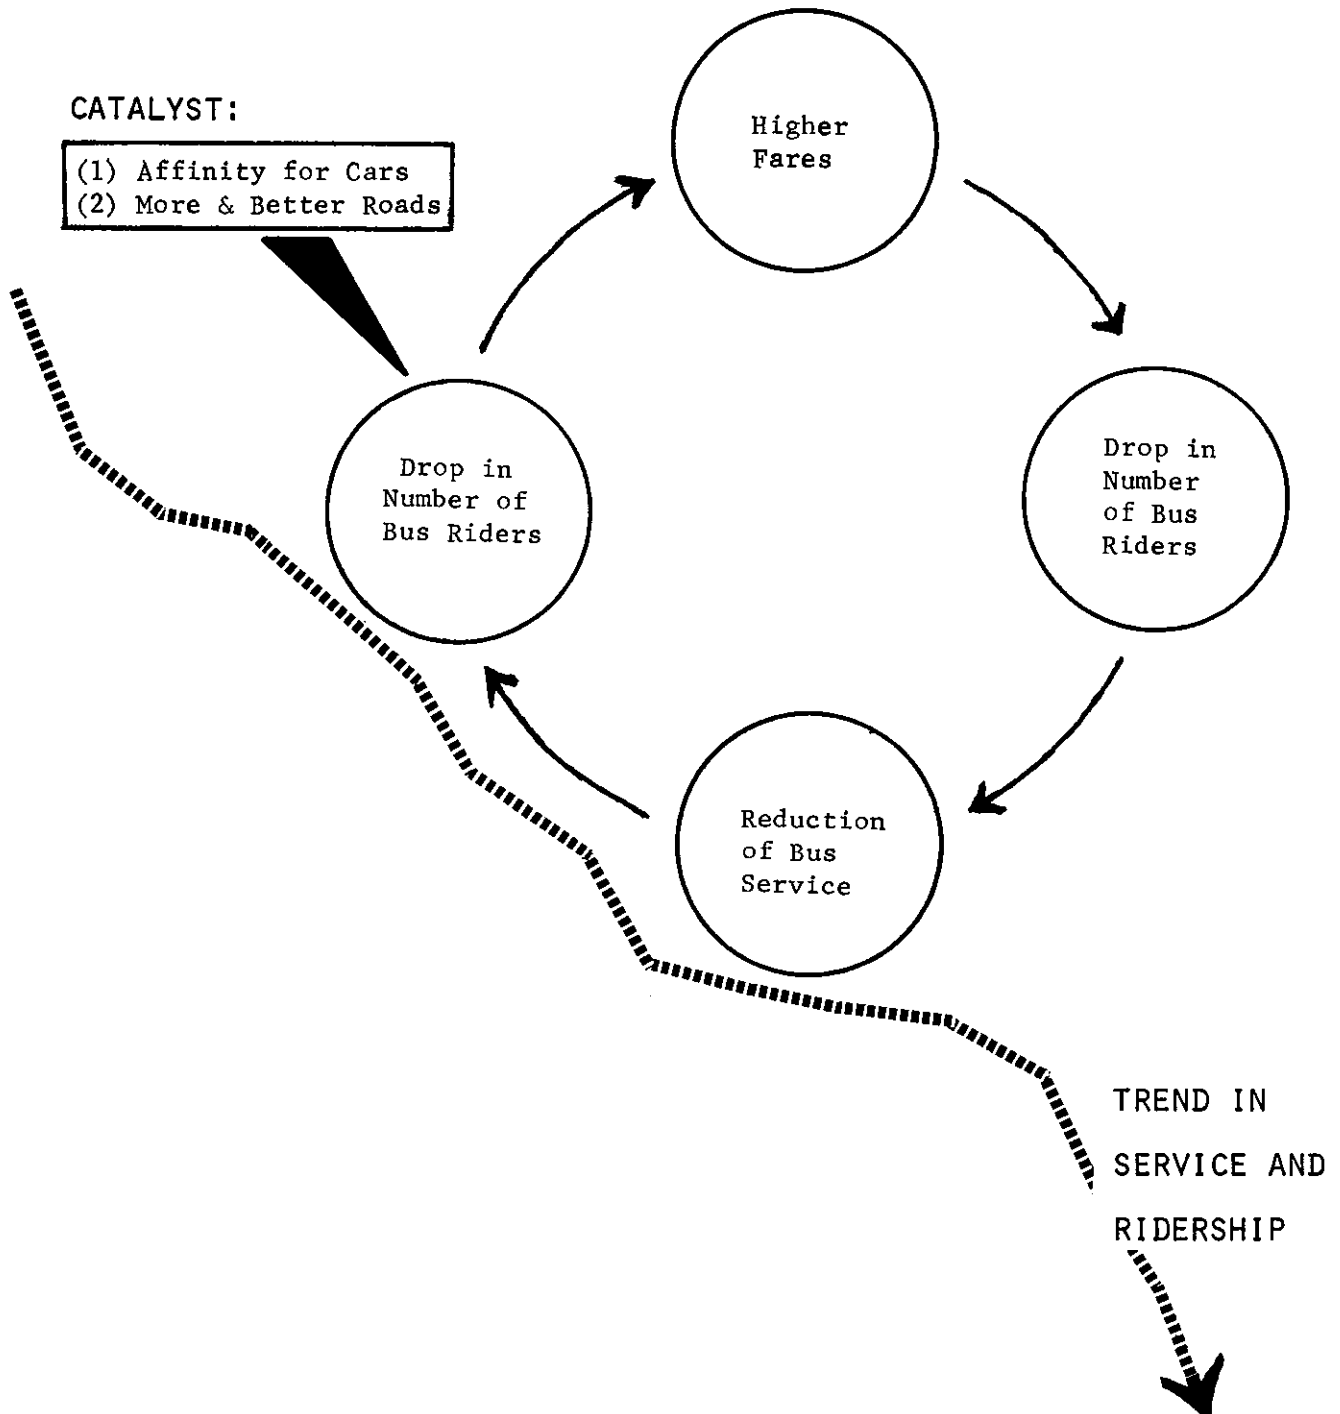 CATALYST:
(1) Affinity for Cars
(2) More & Better Roads
Higher
Fares
Drop in
Number of
Bus Riders
Drop in
Number
of Bus
Riders
Reduction
of Bus
Service
TREND IN
SERVICE AND
RIDERSHIP